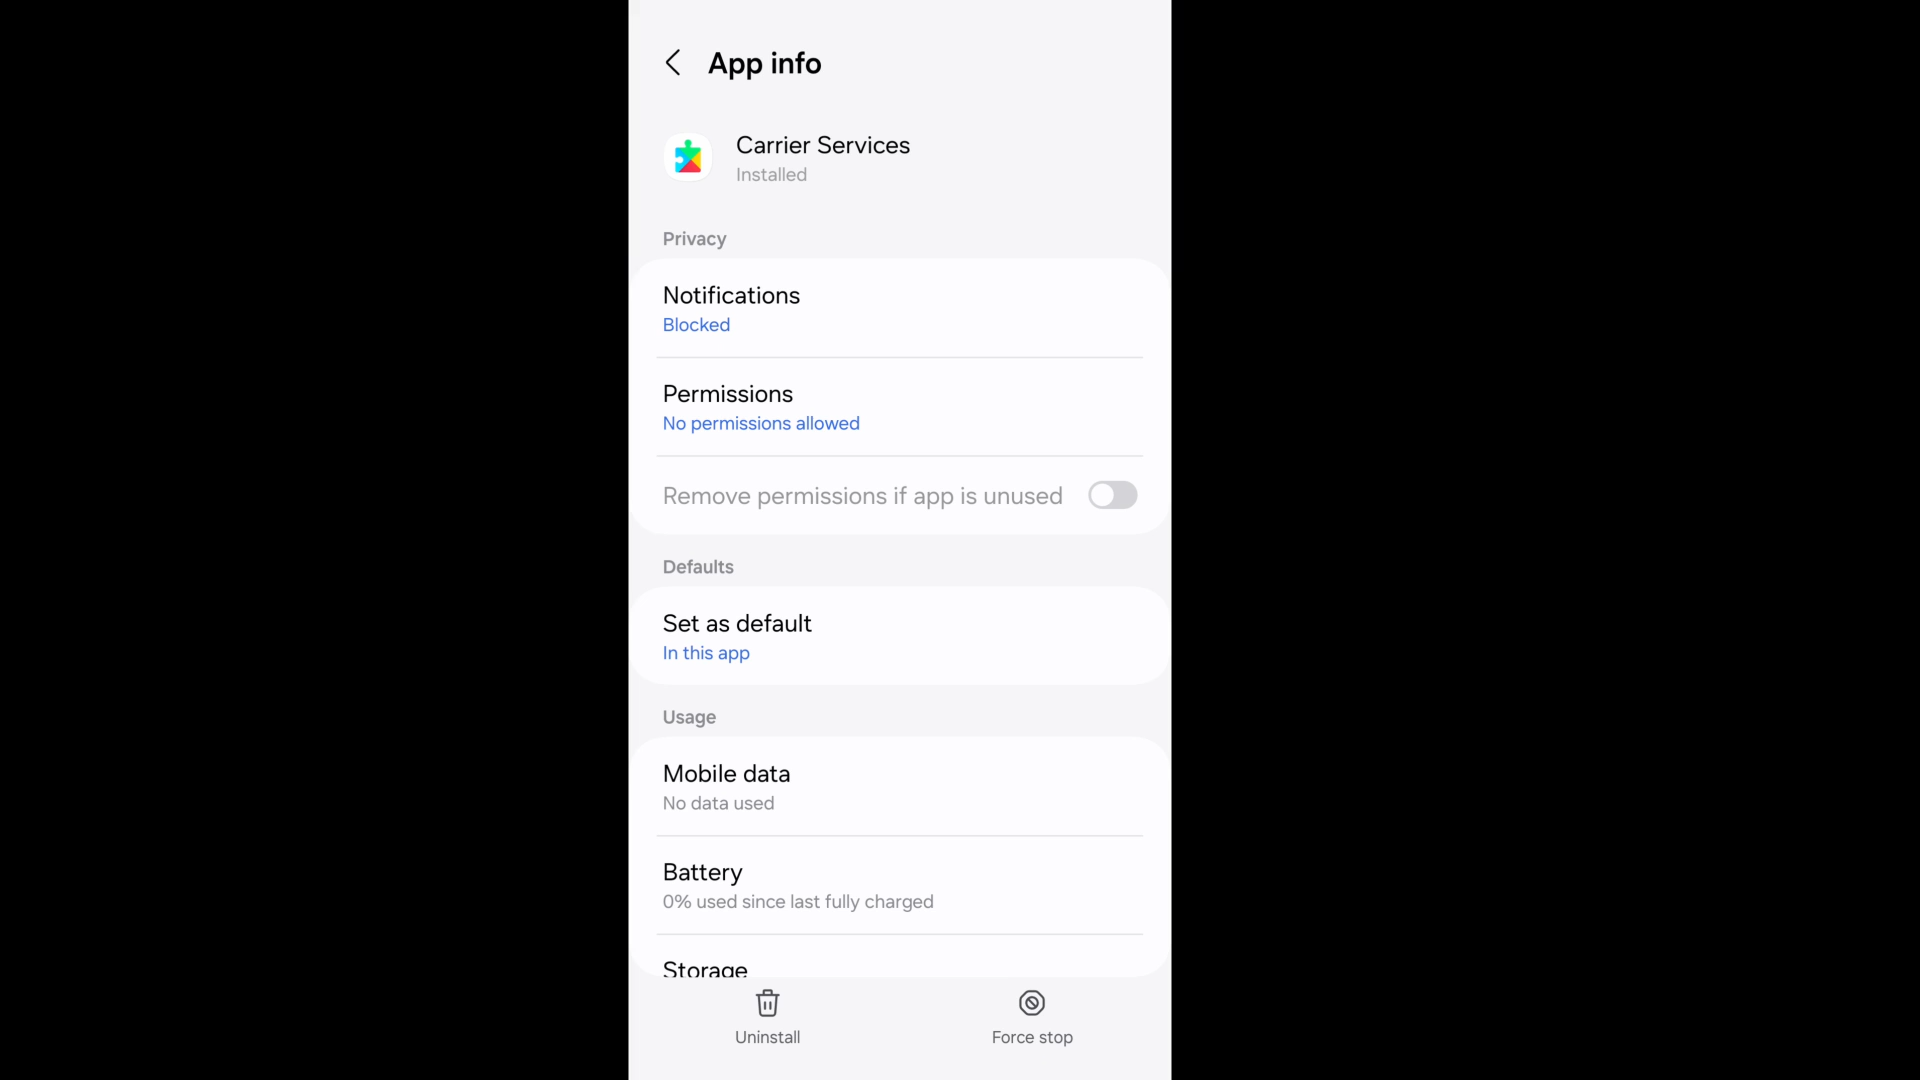 App info
Carrier Services
Installed
Privacy
Notifications
Blocked
Permissions
No permissions allowed
Remove permissions if app is unused
Defaults
Set as default
In this app
Usage
Mobile data
No data used
Battery
0% used since last fully charged
Storage
Uninstall
Force stop